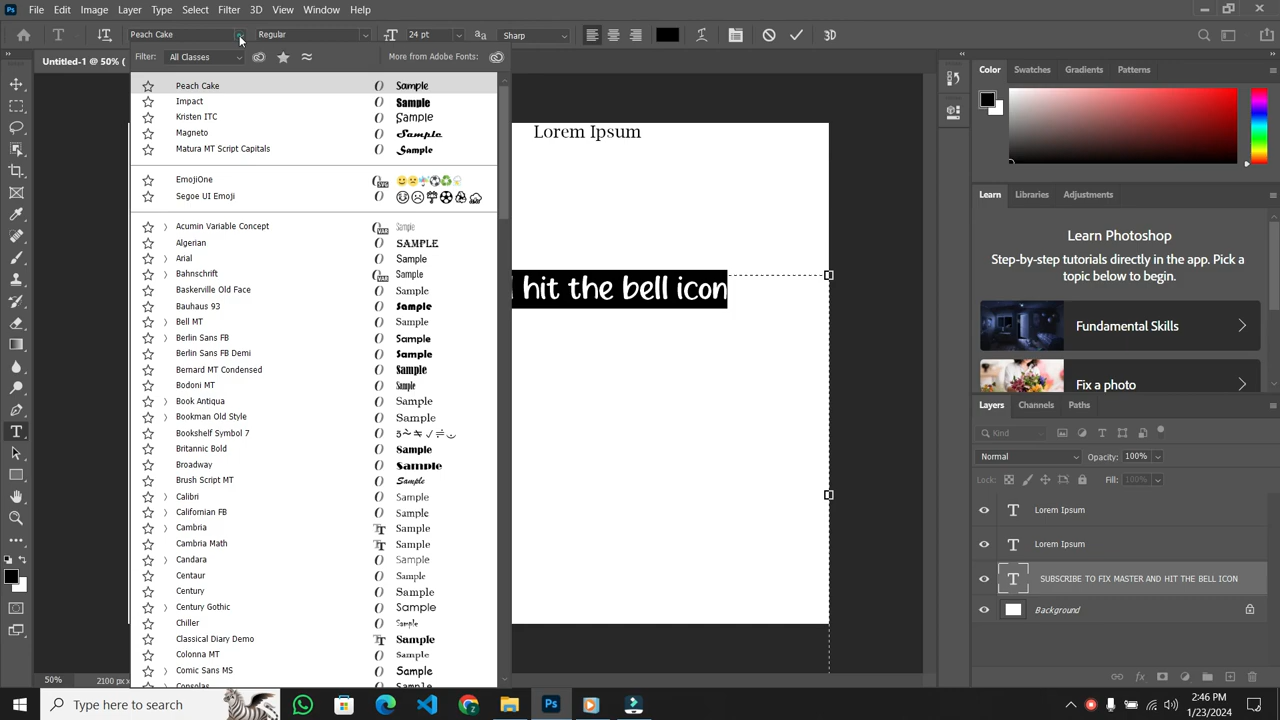 File Edit Image Layer Type Select Filter 3D View Window Help
Peach Cake Regular 24 pt Sharp 3D
Untitled-1 @ 50% (
Filter: All Classes More from Adobe Fonts:
Peach Cake Sample
Impact Sample
Kristen ITC Sample
Magneto Sample
Matura MT Script Capitals Sample
EmojiOne
Segoe UI Emoji
Acumin Variable Concept Sample
Algerian SAMPLE
Arial Sample
Bahnschrift Sample
Baskerville Old Face Sample
Bauhaus 93 Sample
Bell MT Sample
Berlin Sans FB Sample
Berlin Sans FB Demi Sample
Bernard MT Condensed Sample
Bodoni MT Sample
Book Antiqua Sample
Bookman Old Style Sample
Bookshelf Symbol 7
Britannic Bold Sample
Broadway Sample
Brush Script MT Sample
Calibri Sample
Californian FB Sample
Cambria Sample
Cambria Math Sample
Candara Sample
Centaur Sample
Century Sample
Century Gothic Sample
Chiller Sample
Classical Diary Demo Sample
Colonna MT Sample
Comic Sans MS Sample
Consolas Sample
Lorem Ipsum
hit the bell icon
Color Swatches Gradients Patterns
Learn Libraries Adjustments
Learn Photoshop
Step-by-step tutorials directly in the app. Pick a
topic below to begin.
Fundamental Skills
Fix a photo
Layers Channels Paths
Kind
Normal Opacity: 100%
Lock: Fill: 100%
Lorem Ipsum
Lorem Ipsum
SUBSCRIBE TO FIX MASTER AND HIT THE BELL ICON
Background
50% 2100 px
Type here to search
2:46 PM
1/23/2024